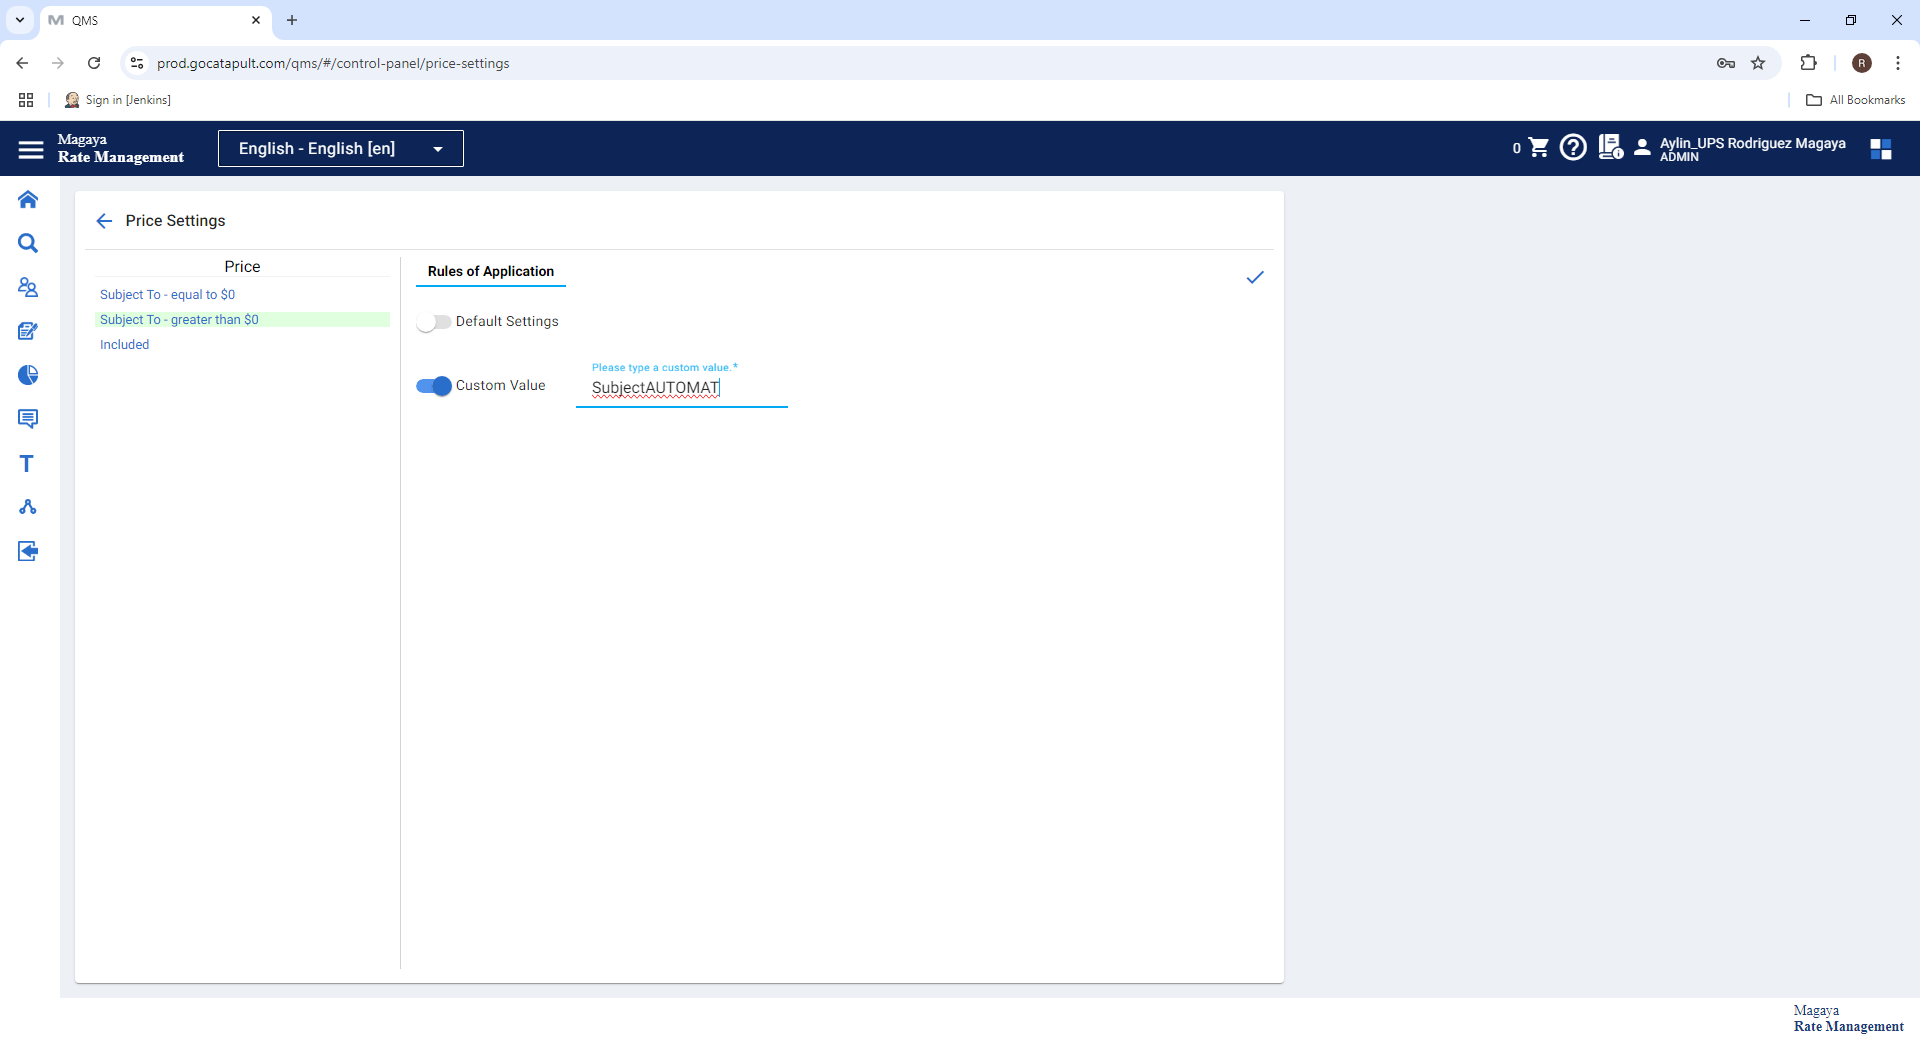 QMS
prod.gocatapult.com/qms/#/control-panel/price-settings
R
Sign in [Jenkins]
All Bookmarks
Magaya
Rate Management
English - English [en]
0
Aylin_UPS Rodriguez Magaya
ADMIN
Price Settings
Price
Subject To - equal to $0
Subject To - greater than $0
Included
Rules of Application
Default Settings
Custom Value
Please type a custom value.*
SubjectAUTOMAT
T
Magaya
Rate Management